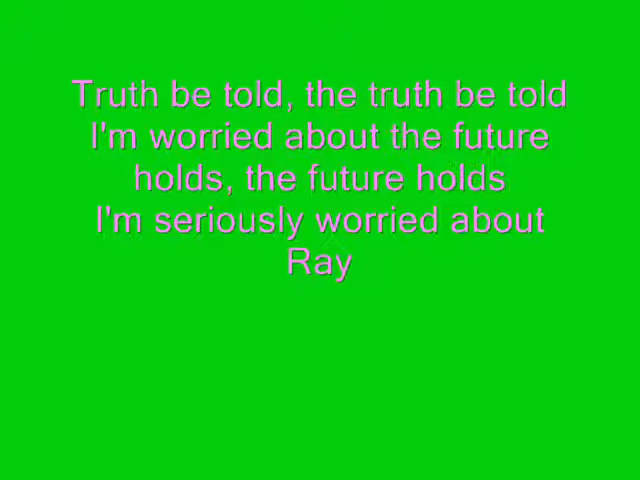 Truth be told, the truth be told
I'm worried about the future
holds, the future holds
I'm seriously worried about
Ray